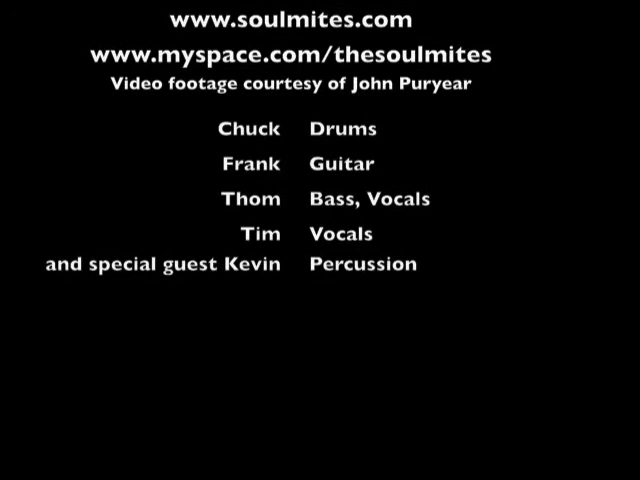 www.soulmites.com
www.myspace.com/thesoulmites
Video footage courtesy of John Puryear
Chuck Drums
Frank Guitar
Thom Bass, Vocals
Tim Vocals
and special guest Kevin Percussion